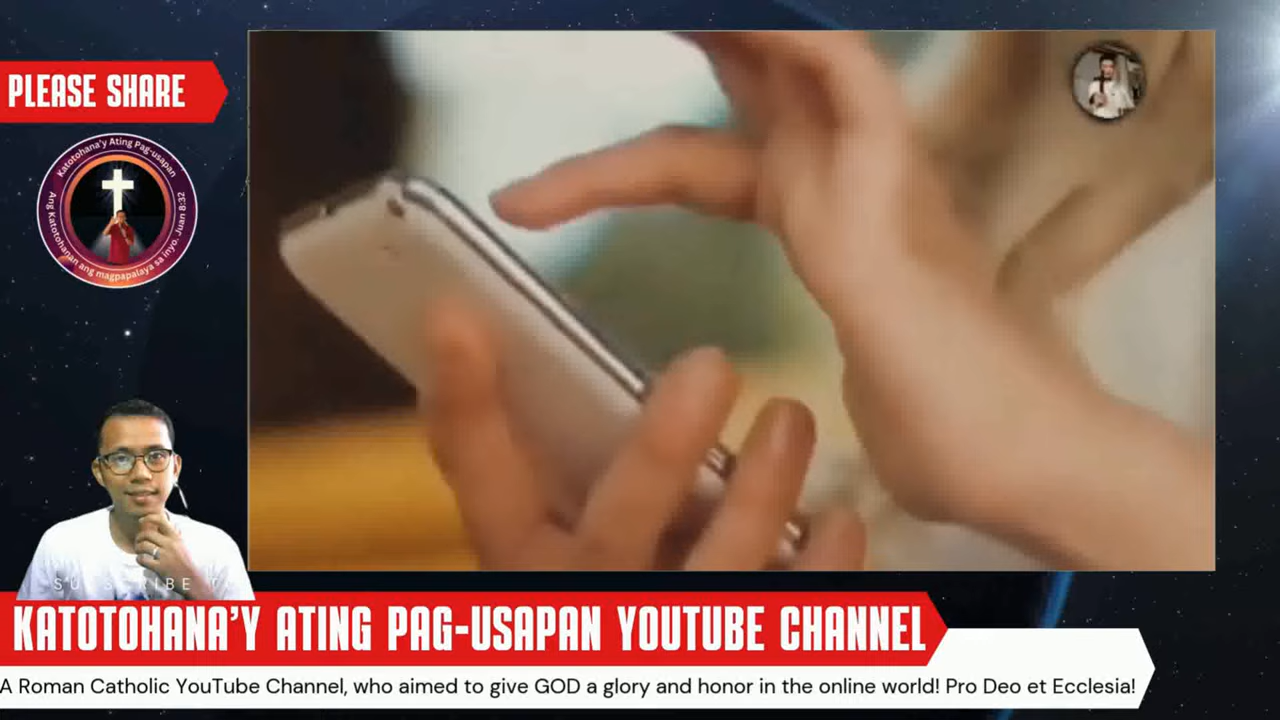 PLEASE SHARE
Katotohana'y Ating Pag-usapan
Ang Katotohanan ang magpapalaya sa inyo. Juan 8:32
SUBSCRIBE
KATOTOHANA'Y ATING PAG-USAPAN YOUTUBE CHANNEL
A Roman Catholic YouTube Channel, who aimed to give GOD a glory and honor in the online world! Pro Deo et Ecclesia!